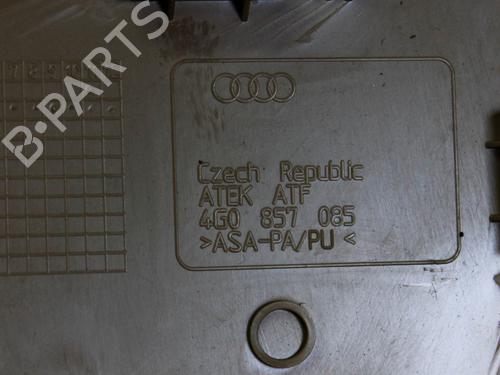 B-PARTS
Czech Republic
ATEK ATF
4G0 857 085
>ASA-PA/PU<